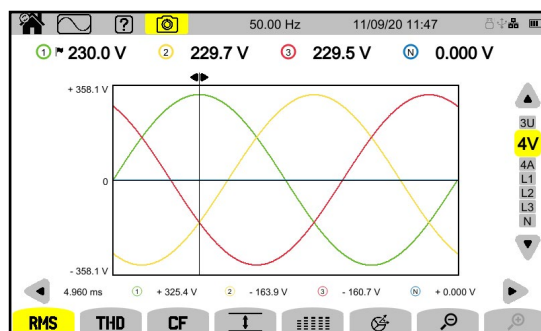 ? 50.00 Hz 11/09/20 11:47
1 230.0 V 2 229.7 V 3 229.5 V N 0.000 V
+ 358.1 V
0
- 358.1 V
3U
4V
4A
L1
L2
L3
N
4.960 ms 1 + 325.4 V 2 - 163.9 V 3 - 160.7 V N + 0.000 V
RMS THD CF